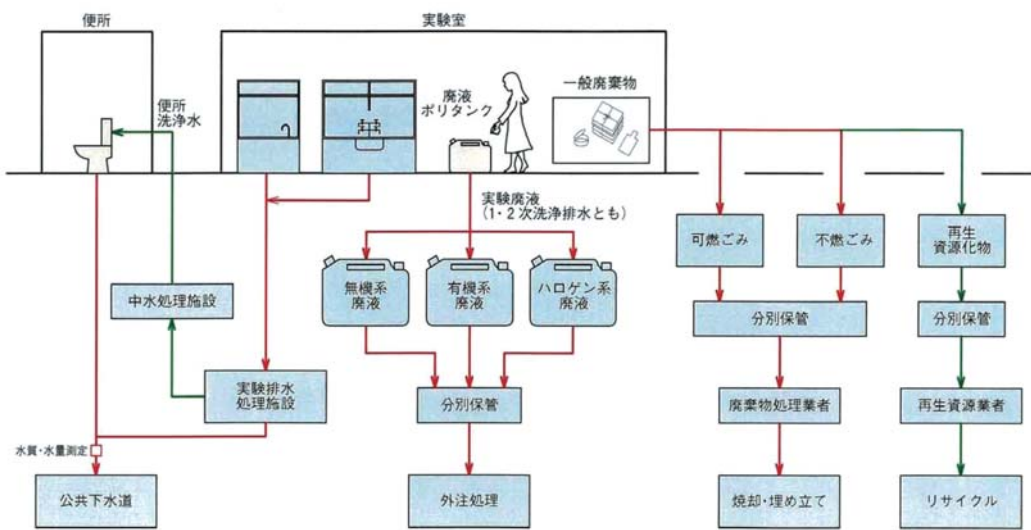 便所
実験室
便所
洗浄水
廃液
ポリタンク
一般廃棄物
実験廃液
(1・2次洗浄排水とも)
可燃ごみ
不燃ごみ
再生
資源化物
無機系
廃液
有機系
廃液
ハロゲン系
廃液
中水処理施設
分別保管
分別保管
実験排水
処理施設
分別保管
廃棄物処理業者
再生資源業者
水質・水量測定
公共下水道
外注処理
焼却・埋め立て
リサイクル